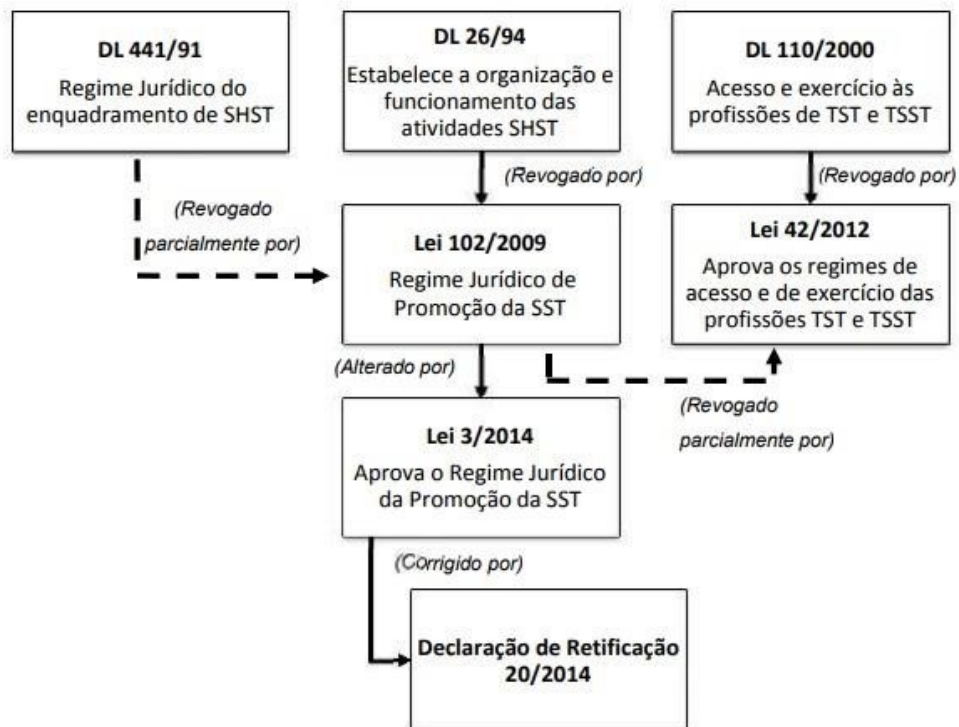 DL 441/91
Regime Jurídico do
enquadramento de SHST
DL 26/94
Estabelece a organização e
funcionamento das
atividades SHST
DL 110/2000
Acesso e exercício às
profissões de TST e TSST
(Revogado
parcialmente por)
(Revogado por)
(Revogado por)
Lei 102/2009
Regime Jurídico de
Promoção da SST
Lei 42/2012
Aprova os regimes de
acesso e de exercício das
profissões TST e TSST
(Alterado por)
(Revogado
parcialmente por)
Lei 3/2014
Aprova o Regime Jurídico
da Promoção da SST
(Corrigido por)
Declaração de Retificação
20/2014